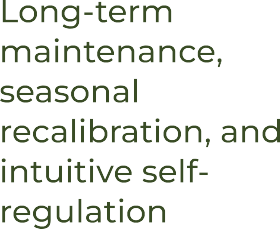 Long-term
maintenance,
seasonal
recalibration, and
intuitive self-
regulation